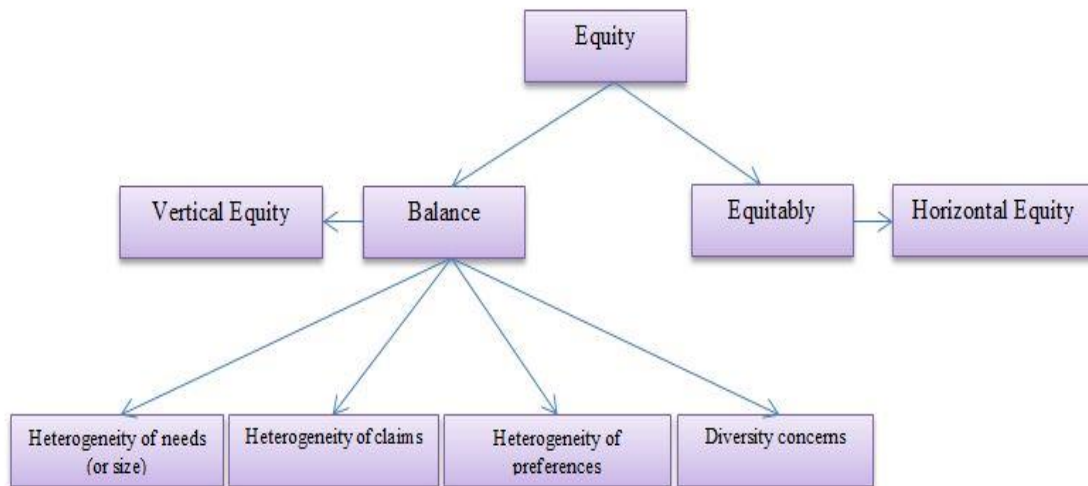 Equity
Vertical Equity
Balance
Equitably
Horizontal Equity
Heterogeneity of needs
(or size)
Heterogeneity of claims
Heterogeneity of
preferences
Diversity concerns